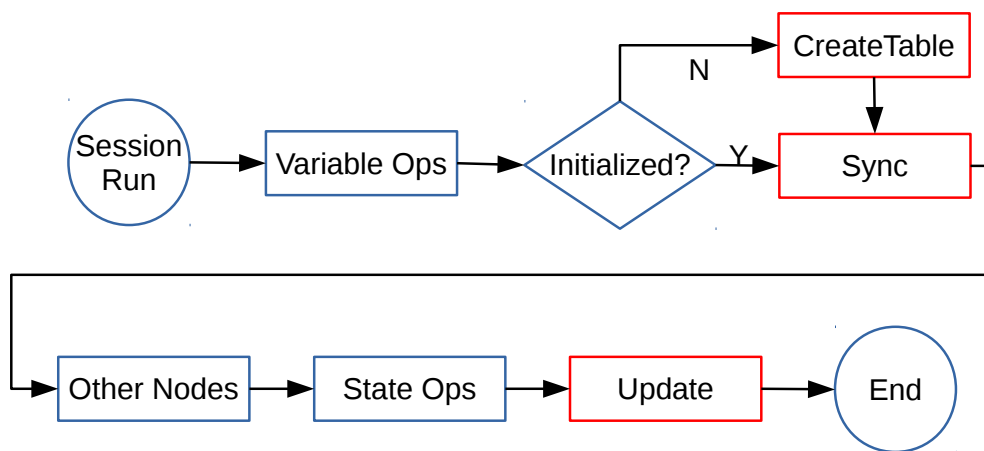 Session
Run
Variable Ops
Initialized?
N
Y
CreateTable
Sync
Other Nodes
State Ops
Update
End